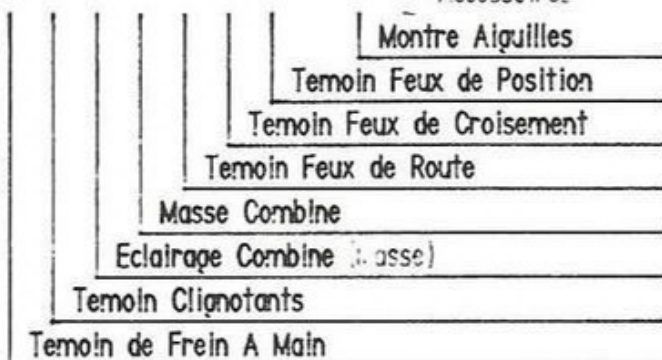 Montre Aiguilles
Temoin Feux de Position
Temoin Feux de Croisement
Temoin Feux de Route
Masse Combine
Eclairage Combine
Temoin Clignotants
Temoin de Frein A Main